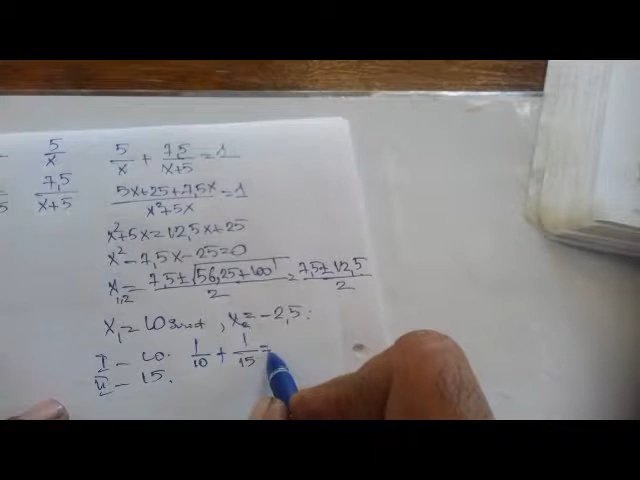 5/x 5/x + 7,5/x+5 = 1
5 7,5/x+5 5x+25+7,5x/x²+5x = 1
x²+5x=12,5x+25
x²-7,5x-25=0
x₁,₂ = 7,5±√56,25+100/2 = 7,5±12,5/2
x₁=10 , x₂=-2,5
I - 10. 1/10 + 1/15 =
II - 15.